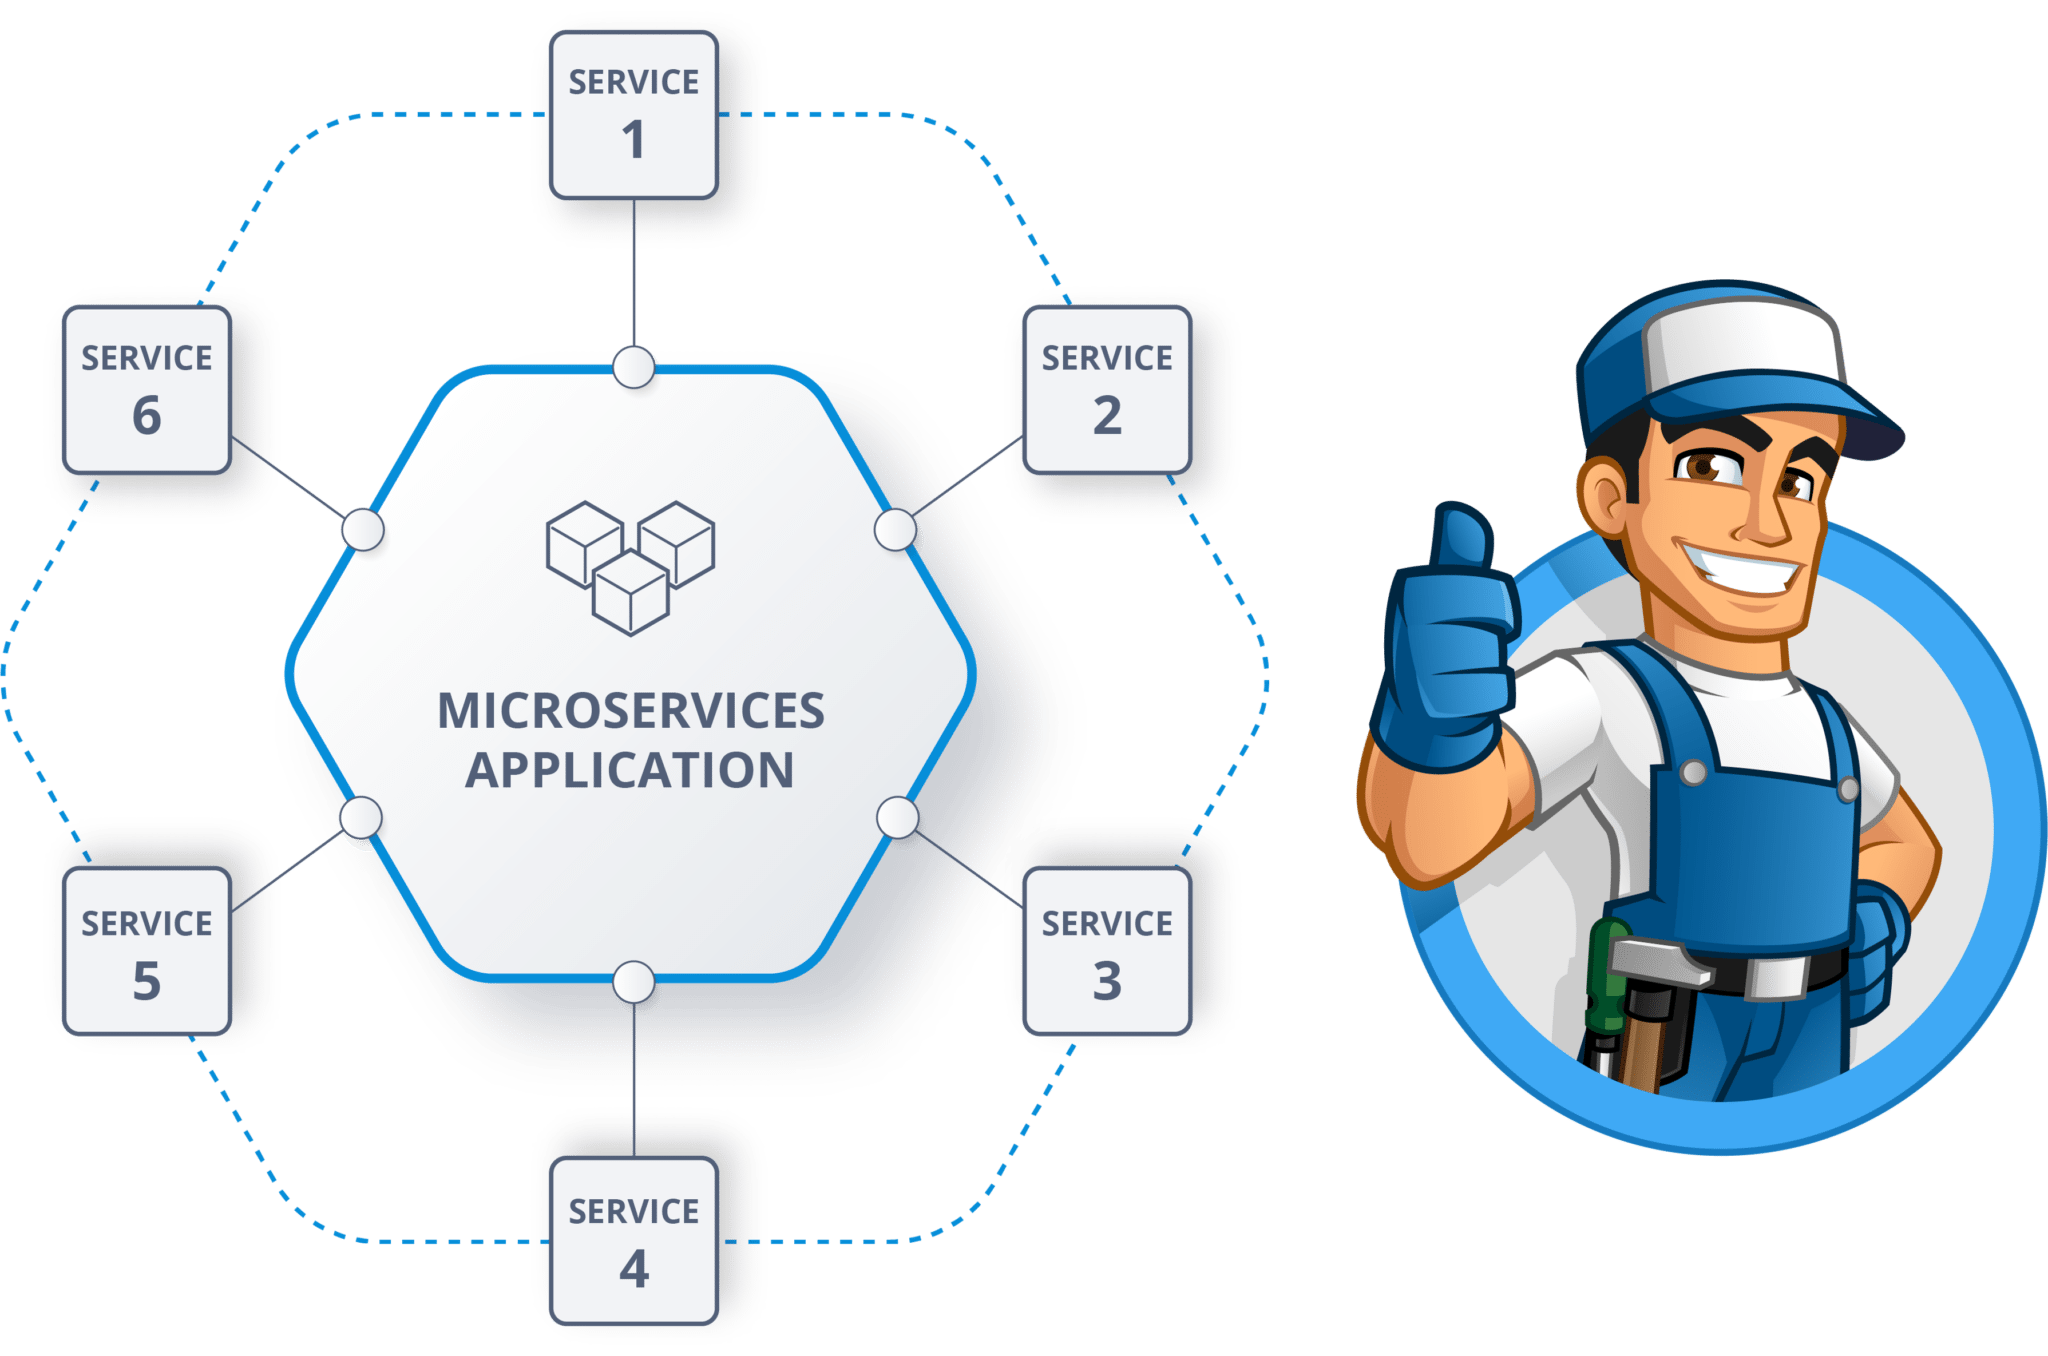 SERVICE
1
SERVICE
6
SERVICE
2
MICROSERVICES
APPLICATION
SERVICE
5
SERVICE
3
SERVICE
4